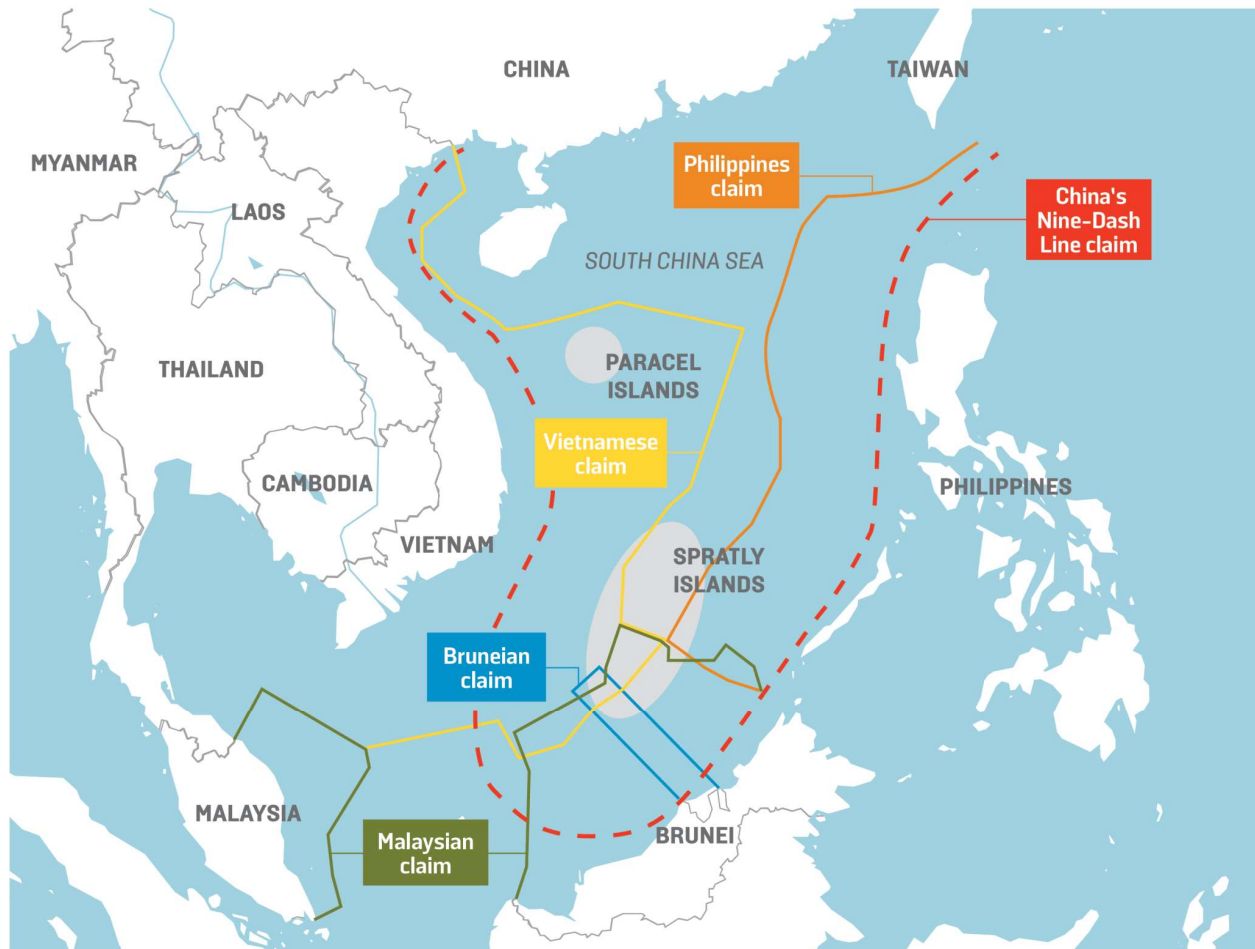 CHINA
TAIWAN
MYANMAR
Philippines
claim
China's
Nine-Dash
Line claim
LAOS
SOUTH CHINA SEA
THAILAND
PARACEL
ISLANDS
Vietnamese
claim
CAMBODIA
PHILIPPINES
VIETNAM
SPRATLY
ISLANDS
Bruneian
claim
MALAYSIA
BRUNEI
Malaysian
claim